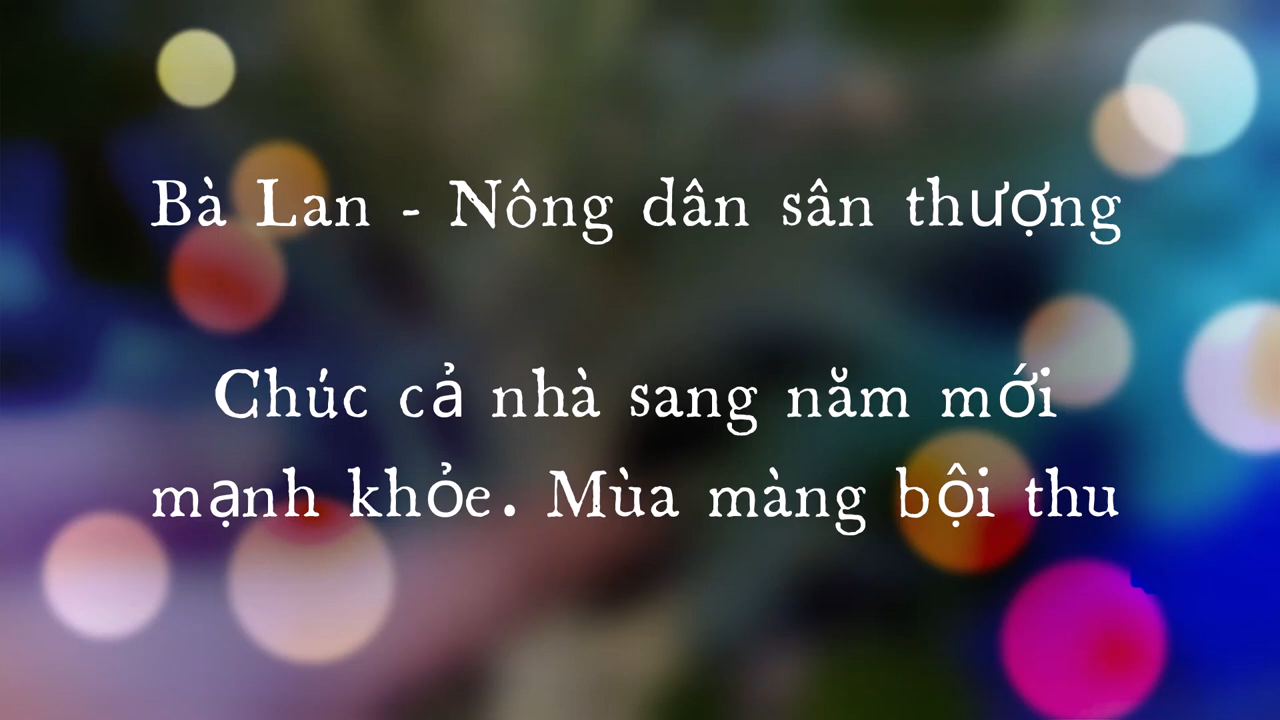 Bà Lan - Nông dân sân thượng
Chúc cả nhà sang năm mới
mạnh khỏe. Mùa màng bội thu